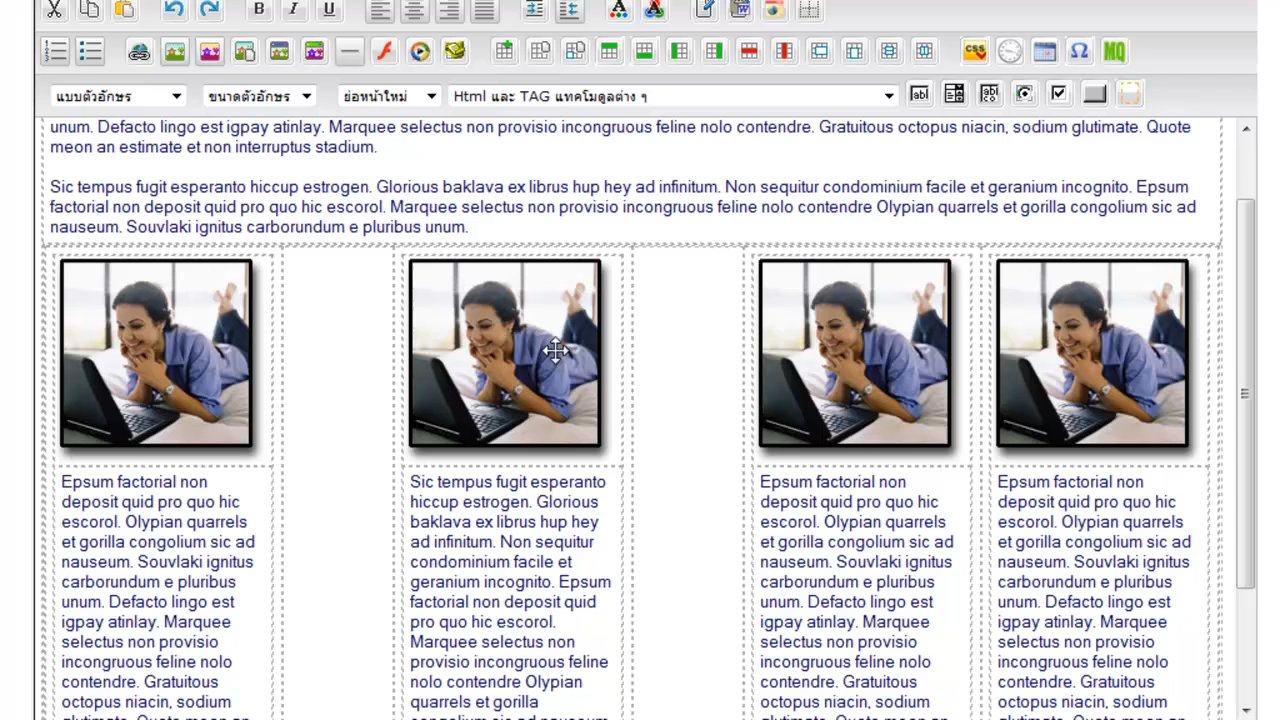 B I U
CSS Ω MQ
แบบตัวอักษร ขนาดตัวอักษร ย่อหน้าใหม่ Html และ TAG แทคโมดูลต่าง ๆ
unum. Defacto lingo est igpay atinlay. Marquee selectus non provisio incongruous feline nolo contendre. Gratuitous octopus niacin, sodium glutimate. Quote
meon an estimate et non interruptus stadium.
Sic tempus fugit esperanto hiccup estrogen. Glorious baklava ex librus hup hey ad infinitum. Non sequitur condominium facile et geranium incognito. Epsum
factorial non deposit quid pro quo hic escorol. Marquee selectus non provisio incongruous feline nolo contendre Olypian quarrels et gorilla congolium sic ad
nauseum. Souvlaki ignitus carborundum e pluribus unum.
Epsum factorial non
deposit quid pro quo hic
escorol. Olypian quarrels
et gorilla congolium sic ad
nauseum. Souvlaki ignitus
carborundum e pluribus
unum. Defacto lingo est
igpay atinlay. Marquee
selectus non provisio
incongruous feline nolo
contendre. Gratuitous
octopus niacin, sodium
Sic tempus fugit esperanto
hiccup estrogen. Glorious
baklava ex librus hup hey
ad infinitum. Non sequitur
condominium facile et
geranium incognito. Epsum
factorial non deposit quid
pro quo hic escorol.
Marquee selectus non
provisio incongruous feline
nolo contendre Olypian
quarrels et gorilla
Epsum factorial non
deposit quid pro quo hic
escorol. Olypian quarrels
et gorilla congolium sic ad
nauseum. Souvlaki ignitus
carborundum e pluribus
unum. Defacto lingo est
igpay atinlay. Marquee
selectus non provisio
incongruous feline nolo
contendre. Gratuitous
octopus niacin, sodium
Epsum factorial non
deposit quid pro quo hic
escorol. Olypian quarrels
et gorilla congolium sic ad
nauseum. Souvlaki ignitus
carborundum e pluribus
unum. Defacto lingo est
igpay atinlay. Marquee
selectus non provisio
incongruous feline nolo
contendre. Gratuitous
octopus niacin, sodium